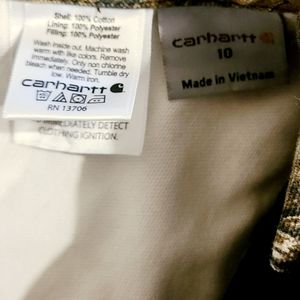 Shell: 100% Cotton
Lining: 100% Polyester
Filling: 100% Polyester
Wash inside out. Machine wash
warm with like colors. Remove
immediately. Only non chlorine
bleach when needed. Tumble dry
low. Warm iron.
carhartt
RN 13706
IMMEDIATELY DETECT
CLOTHING IGNITION.
carhartt
10
Made in Vietnam